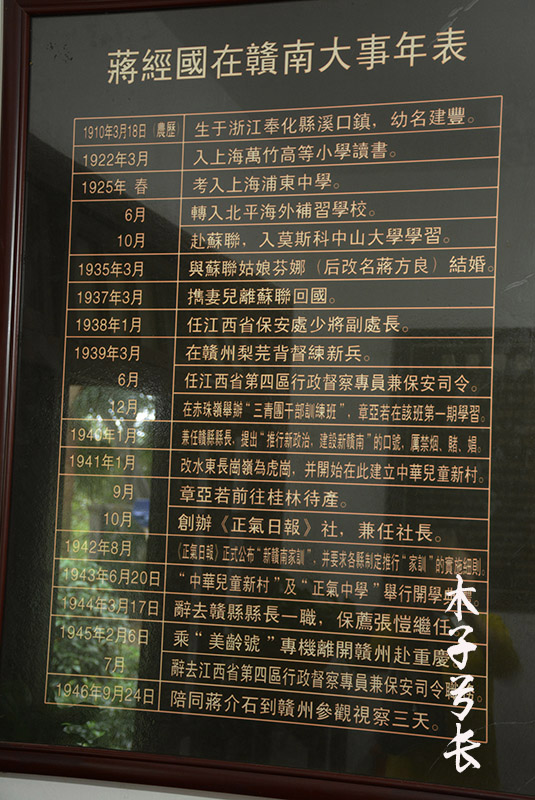 蔣經國在贛南大事年表
1910年3月18日（農歷 生于浙江奉化縣溪口鎮，幼名建豐。
1922年3月 入上海萬竹高等小學讀書。
1925年 春 考入上海浦東中學。
6月 轉入北平海外補習學校。
10月 赴蘇聯，入莫斯科中山大學學習。
1935年3月 與蘇聯姑娘芬娜（后改名蔣方良）結婚。
1937年3月 攜妻兒離蘇聯回國。
1938年1月 任江西省保安處少將副處長。
1939年3月 在贛州梨芫背督練新兵。
6月 任江西省第四區行政督察專員兼保安司令。
12月 在赤珠嶺舉辦“三青團干部訓練班”，章亞若在該班第一期學習。
1940年1月 兼任贛縣縣長，提出“推行新政治，建設新贛南”的口號，厲禁烟、賭、娼。
1941年1月 改水東長崗嶺為虎崗，并開始在此建立中華兒童新村。
9月 章亞若前往桂林待產。
10月 創辦《正氣日報》社，兼任社長。
1942年8月 《正氣日報》正式公布“新贛南家訓”，并要求各縣制定推行“家訓”的實施細則。
1943年6月20日 “中華兒童新村”及“正氣中學”舉行開學
1944年3月17日 辭去贛縣縣長一職，保薦張愷繼任
1945年2月6日 乘“美齡號”專機離開贛州赴重慶
7月 辭去江西省第四區行政督察專員兼保安司令職
1946年9月24日 陪同蔣介石到贛州參觀視察三天。
木子弓长